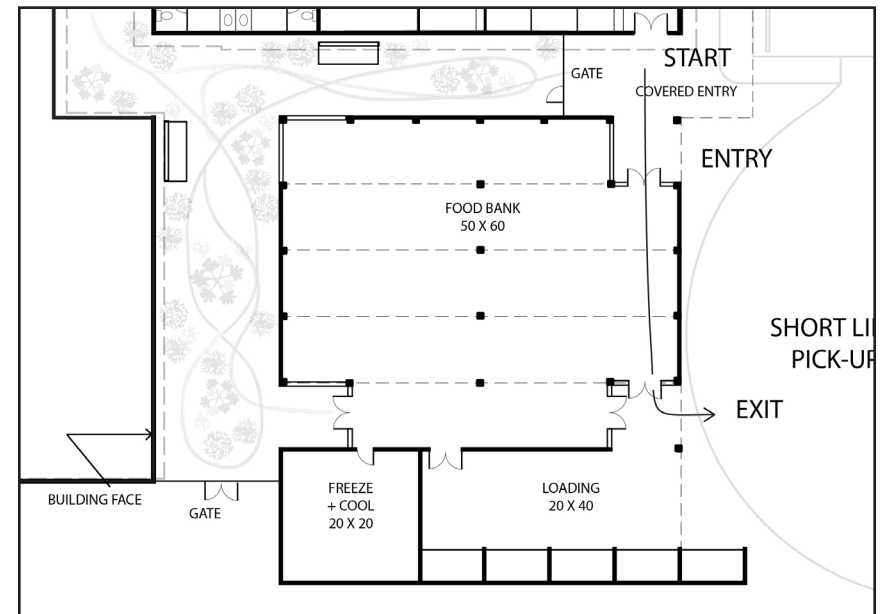 START
GATE
COVERED ENTRY
ENTRY
FOOD BANK
50 X 60
SHORT LI
PICK-UP
EXIT
BUILDING FACE
GATE
FREEZE
+ COOL
20 X 20
LOADING
20 X 40